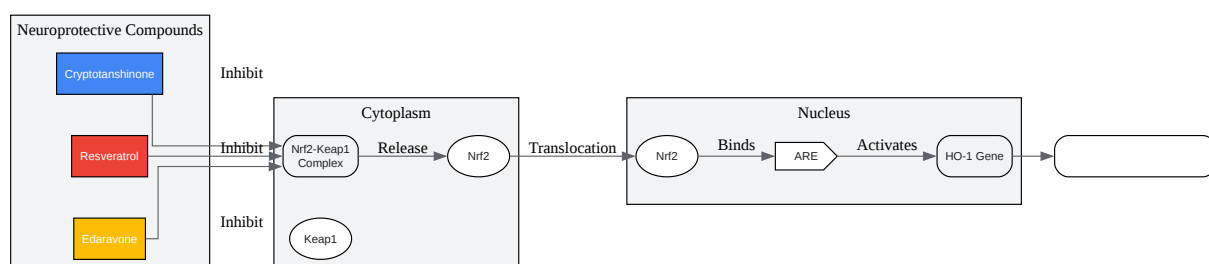 Neuroprotective Compounds
Cryptotanshinone
Inhibit
Resveratrol
Inhibit
Edaravone
Inhibit
Cytoplasm
Nrf2-Keap1
Complex
Release
Nrf2
Keap1
Translocation
Nucleus
Nrf2
Binds
ARE
Activates
HO-1 Gene